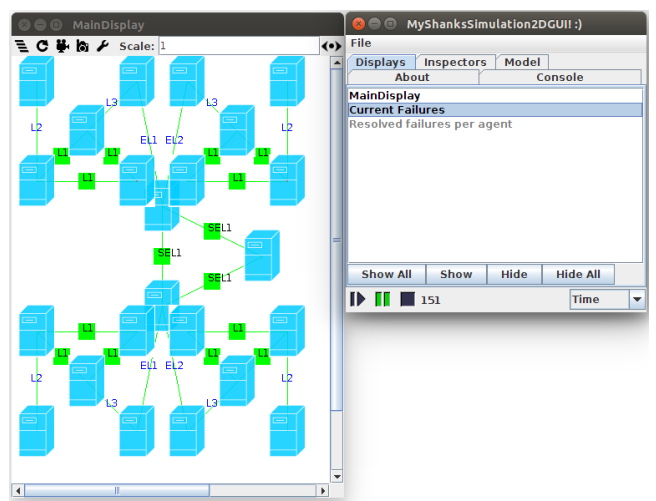 MainDisplay
Scale: 1
L3 L3
L2 EL1 EL2 L2
L1 L1 L1 L1
L1 L1
SEL1
SEL1
SEL1
L1 L1
L1 L1 L1 L1
L2 EL1 EL2 L2
L3 L3
MyShanksSimulation2DGUI! :)
File
Displays Inspectors Model
About Console
MainDisplay
Current Failures
Resolved failures per agent
Show All Show Hide Hide All
151 Time